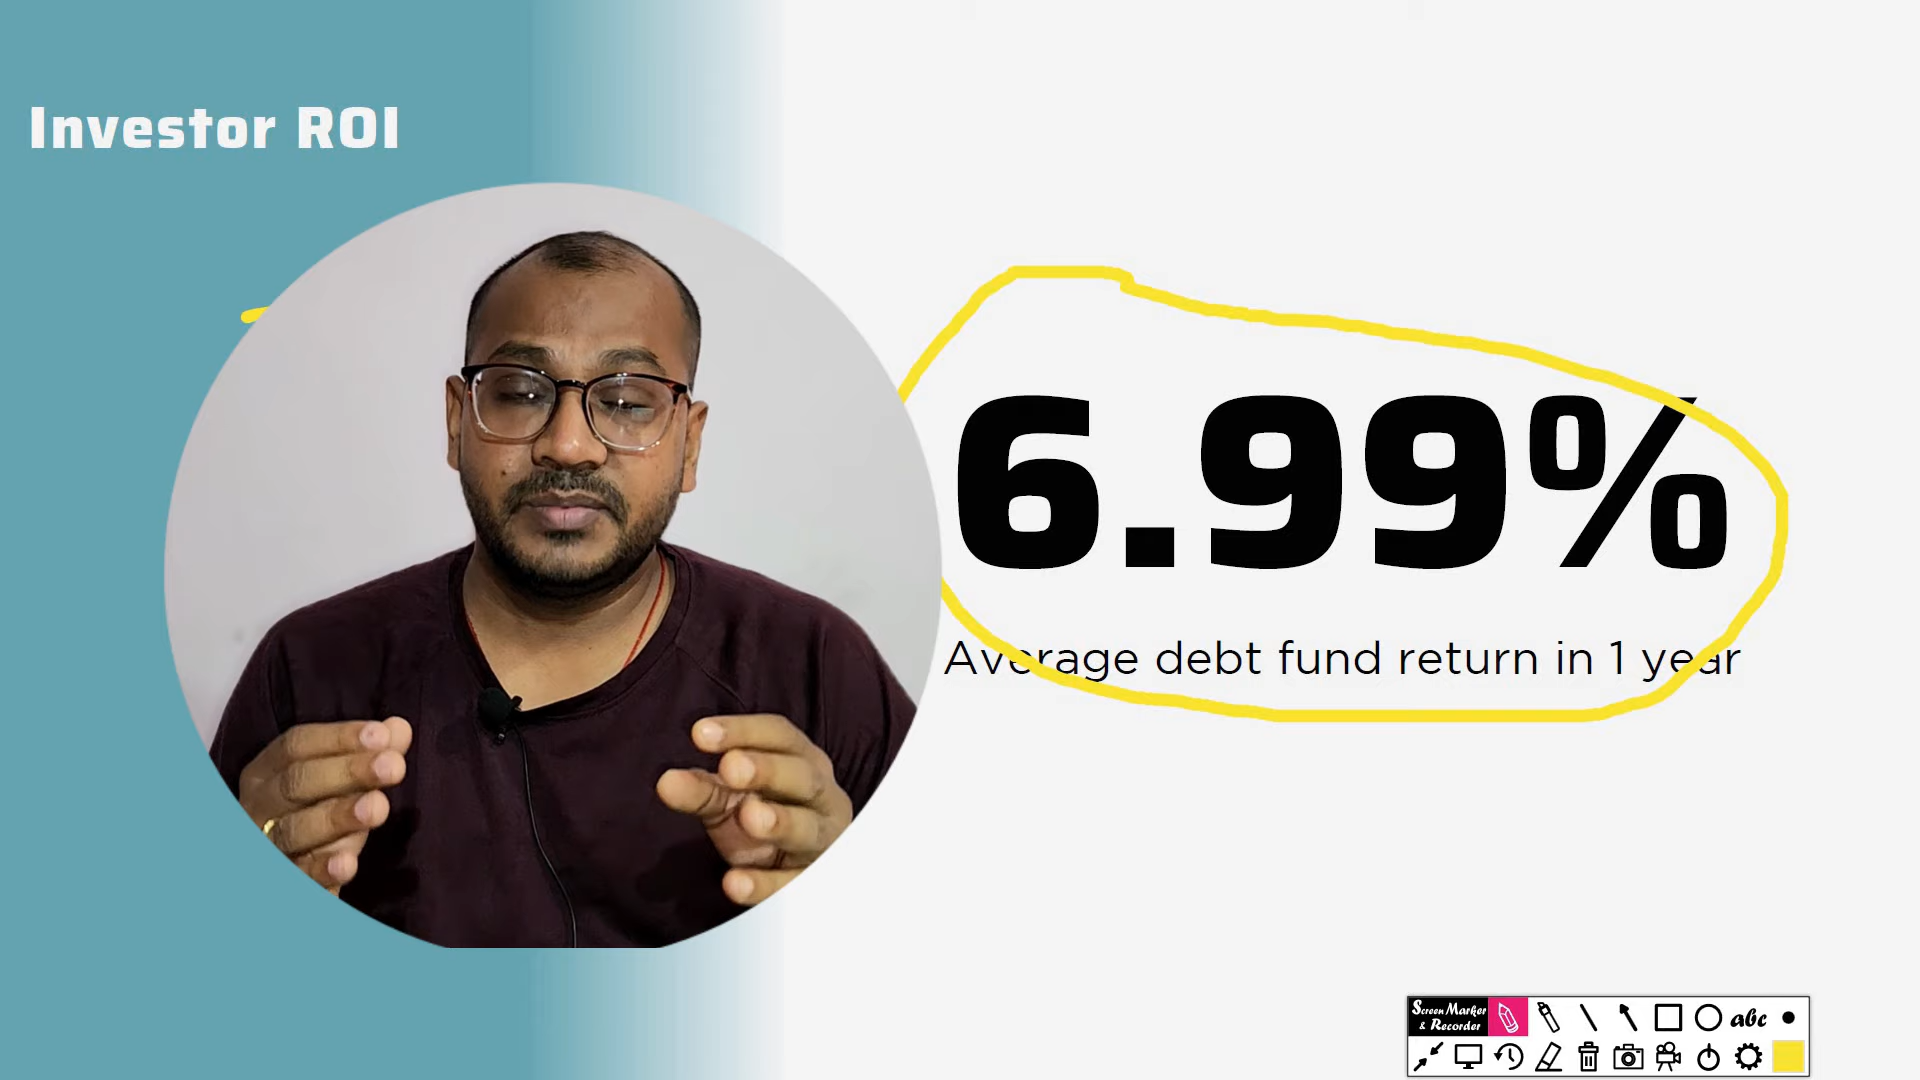 Investor ROI
6.99%
Average debt fund return in 1 year
Screen Marker
& Recorder
abc